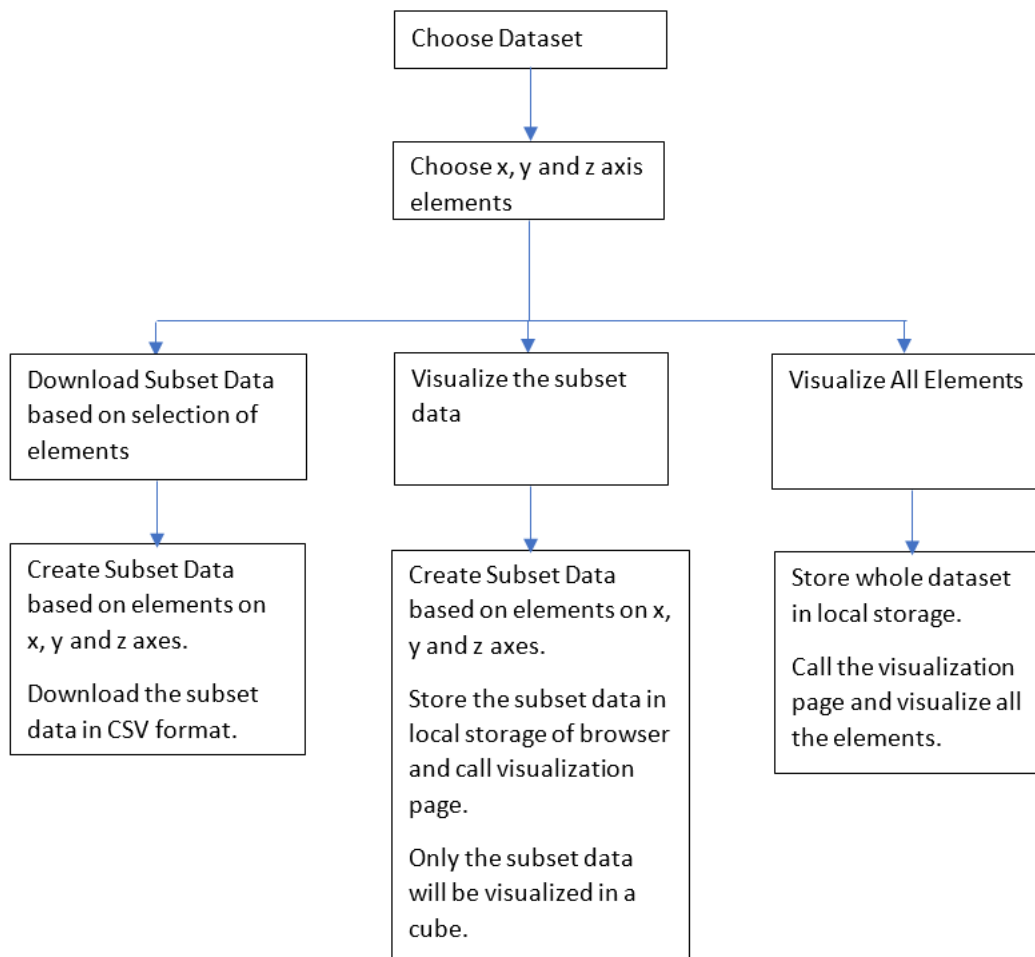 Choose Dataset
Choose x, y and z axis
elements
Download Subset Data
based on selection of
elements
Visualize the subset
data
Visualize All Elements
Create Subset Data
based on elements on
x, y and z axes.
Download the subset
data in CSV format.
Create Subset Data
based on elements on x,
y and z axes.
Store the subset data in
local storage of browser
and call visualization
page.
Only the subset data
will be visualized in a
cube.
Store whole dataset
in local storage.
Call the visualization
page and visualize all
the elements.